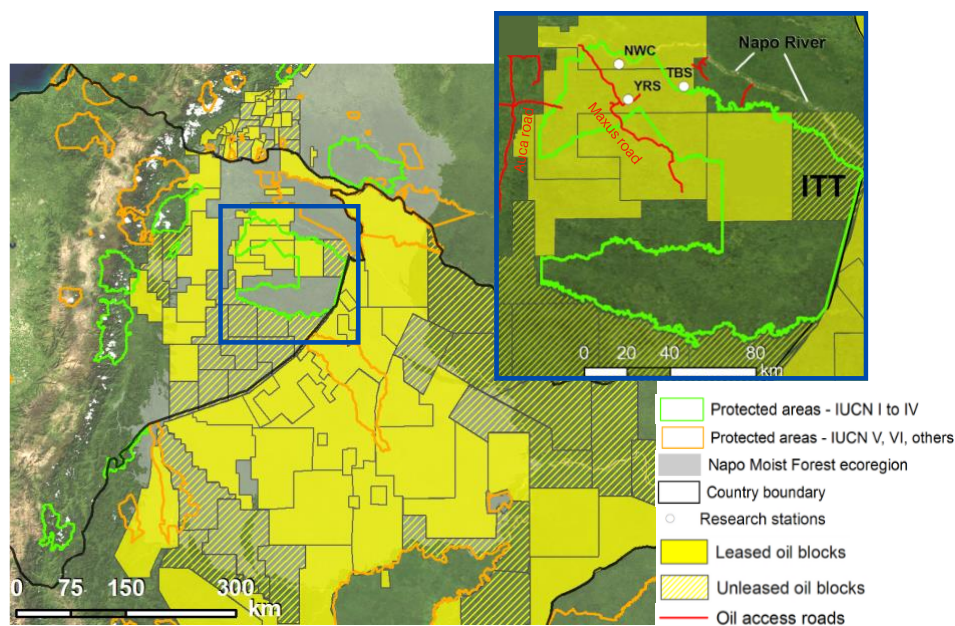 NWC
Napo River
TBS
YRS
Auca road
Maxus road
ITT
0 20 40 80
km
0 75 150 300
km
Protected areas - IUCN I to IV
Protected areas - IUCN V, VI, others
Napo Moist Forest ecoregion
Country boundary
Research stations
Leased oil blocks
Unleased oil blocks
Oil access roads